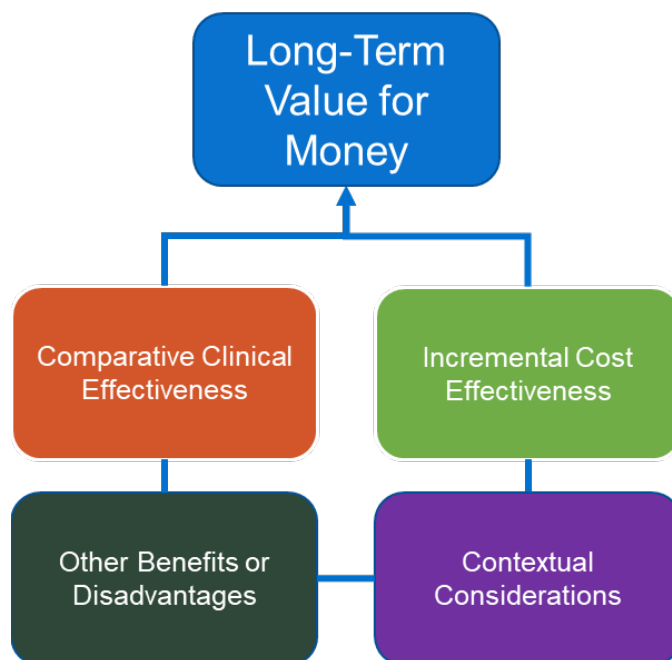 Long-Term
Value for
Money
Comparative Clinical
Effectiveness
Incremental Cost
Effectiveness
Other Benefits or
Disadvantages
Contextual
Considerations